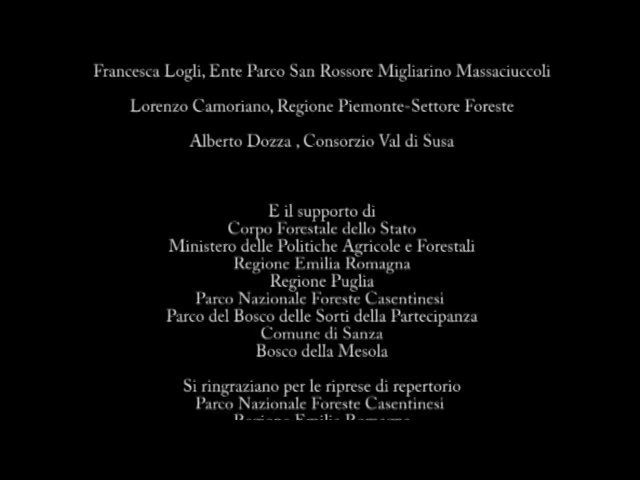 Francesca Logli, Ente Parco San Rossore Migliarino Massaciuccoli
Lorenzo Camoriano, Regione Piemonte-Settore Foreste
Alberto Dozza , Consorzio Val di Susa
E il supporto di
Corpo Forestale dello Stato
Ministero delle Politiche Agricole e Forestali
Regione Emilia Romagna
Regione Puglia
Parco Nazionale Foreste Casentinesi
Parco del Bosco delle Sorti della Partecipanza
Comune di Sanza
Bosco della Mesola
Si ringraziano per le riprese di repertorio
Parco Nazionale Foreste Casentinesi
Regione Emilia Romagna